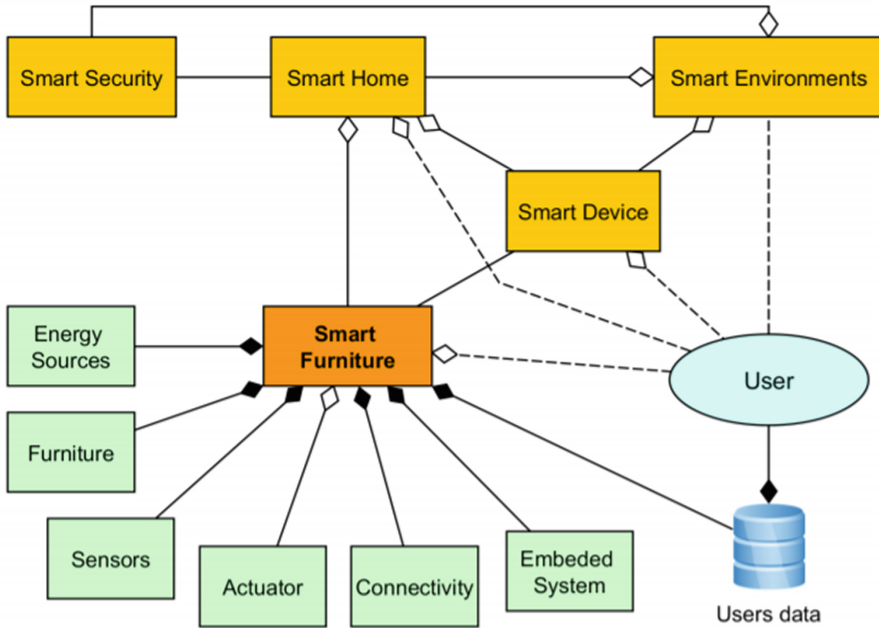 Smart Security
Smart Home
Smart Environments
Smart Device
Energy
Sources
Smart
Furniture
User
Furniture
Sensors
Actuator
Connectivity
Embeded
System
Users data